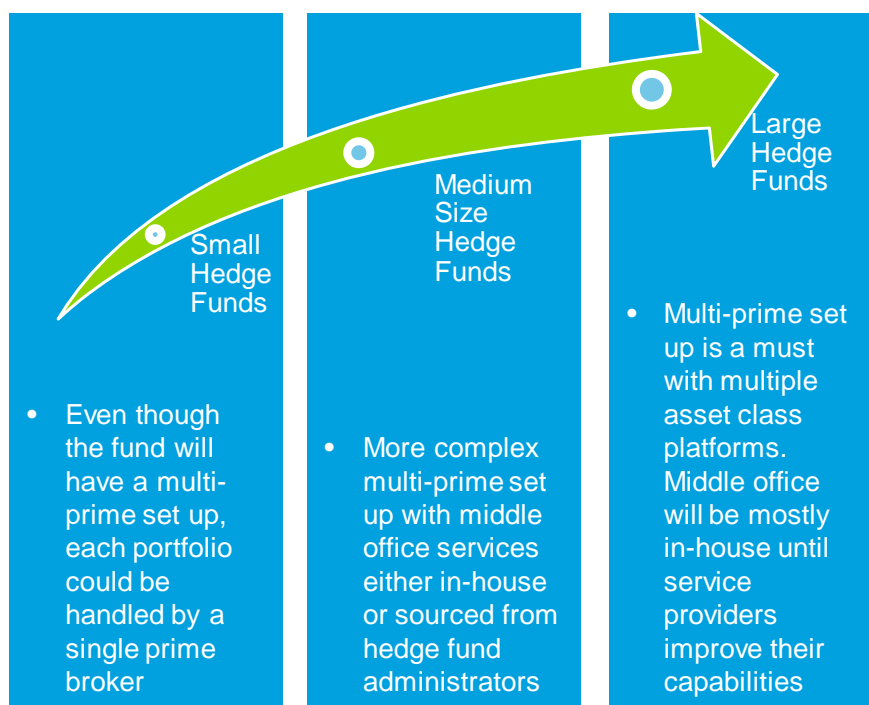 Small
Hedge
Funds
• Even though
the fund will
have a multi-
prime set up,
each portfolio
could be
handled by a
single prime
broker
Medium
Size
Hedge
Funds
• More complex
multi-prime set
up with middle
office services
either in-house
or sourced from
hedge fund
administrators
Large
Hedge
Funds
• Multi-prime set
up is a must
with multiple
asset class
platforms.
Middle office
will be mostly
in-house until
service
providers
improve their
capabilities